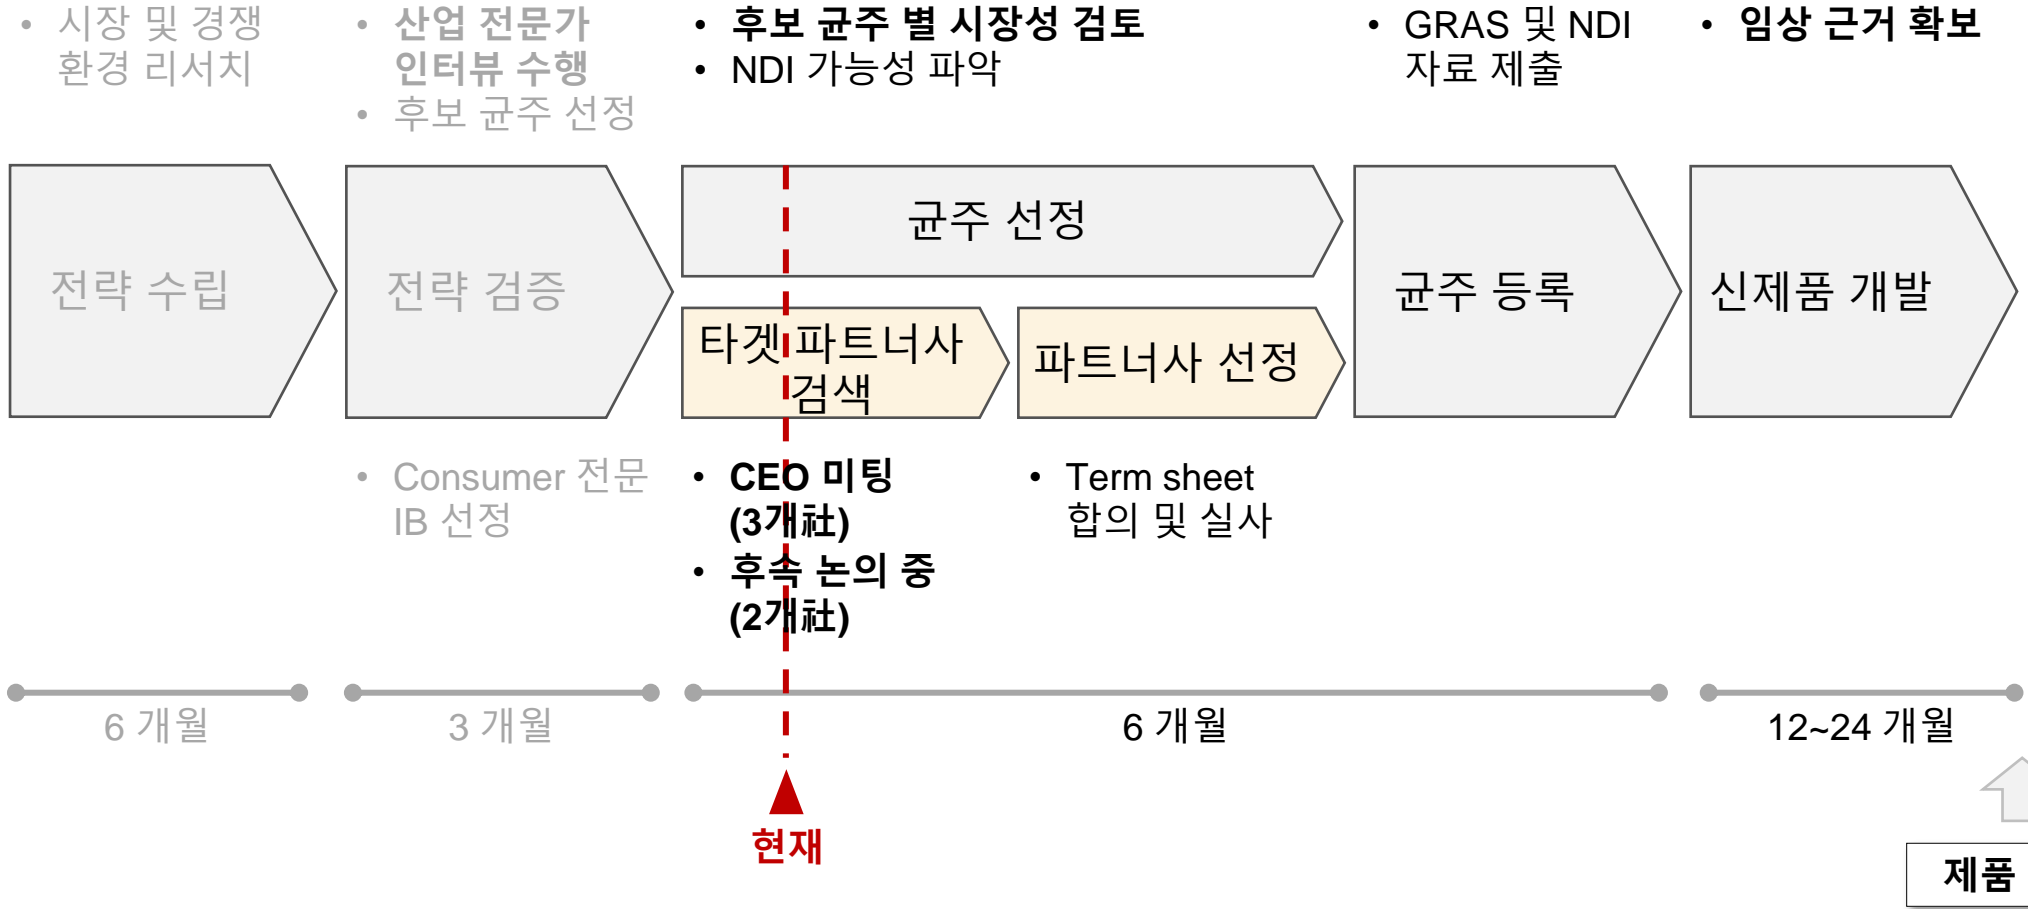 • 시장 및 경쟁
환경 리서치
• 산업 전문가
인터뷰 수행
• 후보 균주 선정
• 후보 균주 별 시장성 검토
• NDI 가능성 파악
• GRAS 및 NDI
자료 제출
• 임상 근거 확보
전략 수립
전략 검증
균주 선정
타겟 파트너사
검색
파트너사 선정
균주 등록
신제품 개발
• Consumer 전문
IB 선정
• CEO 미팅
(3개社)
• 후속 논의 중
(2개社)
• Term sheet
합의 및 실사
6 개월
3 개월
6 개월
12~24 개월
현재
제품